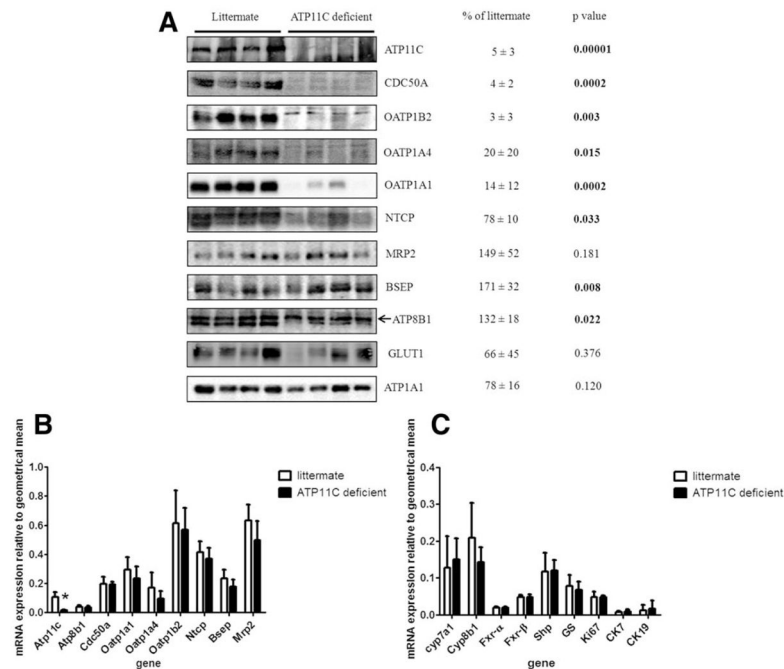 A
Littermate ATP11C deficient % of littermate p value
ATP11C 5 ± 3 0.00001
CDC50A 4 ± 2 0.0002
OATP1B2 3 ± 3 0.003
OATP1A4 20 ± 20 0.015
OATP1A1 14 ± 12 0.0002
NTCP 78 ± 10 0.033
MRP2 149 ± 52 0.181
BSEP 171 ± 32 0.008
ATP8B1 132 ± 18 0.022
GLUT1 66 ± 45 0.376
ATP1A1 78 ± 16 0.120
B
mRNA expression relative to geometrical mean
1.0
0.8
0.6
0.4
0.2
0.0
*
littermate
ATP11C deficient
Atp11c Atp8b1 Cdc50a Oatp1a1 Oatp1a4 Oatp1b2 Ntcp Bsep Mrp2
gene
C
mRNA expression relative to geometrical mean
0.4
0.3
0.2
0.1
0.0
littermate
ATP11C deficient
cyp7a1 Cyp8b1 Fxr-α Fxr-β Shp GS Ki67 CK7 CK19
gene